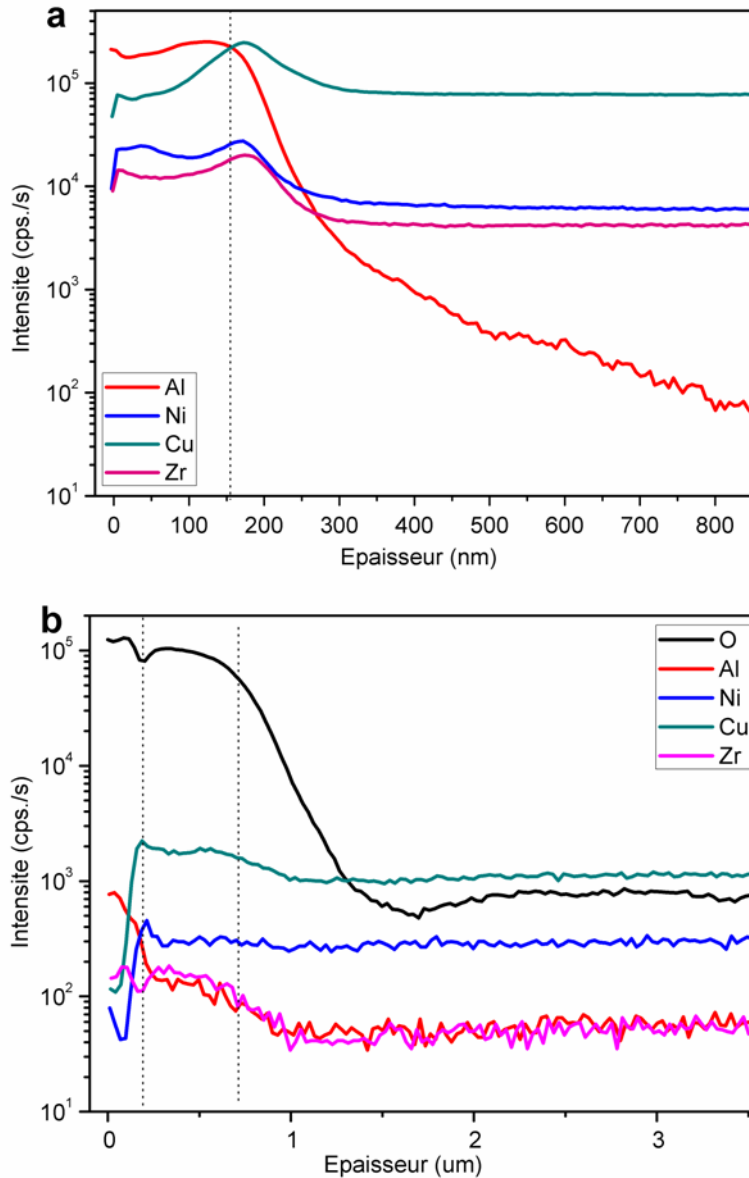 a
Intensite (cps./s)
10^5
10^4
10^3
10^2
10^1
Al
Ni
Cu
Zr
0 100 200 300 400 500 600 700 800
Epaisseur (nm)
b
Intensite (cps./s)
10^5
10^4
10^3
10^2
10^1
O
Al
Ni
Cu
Zr
0 1 2 3
Epaisseur (um)